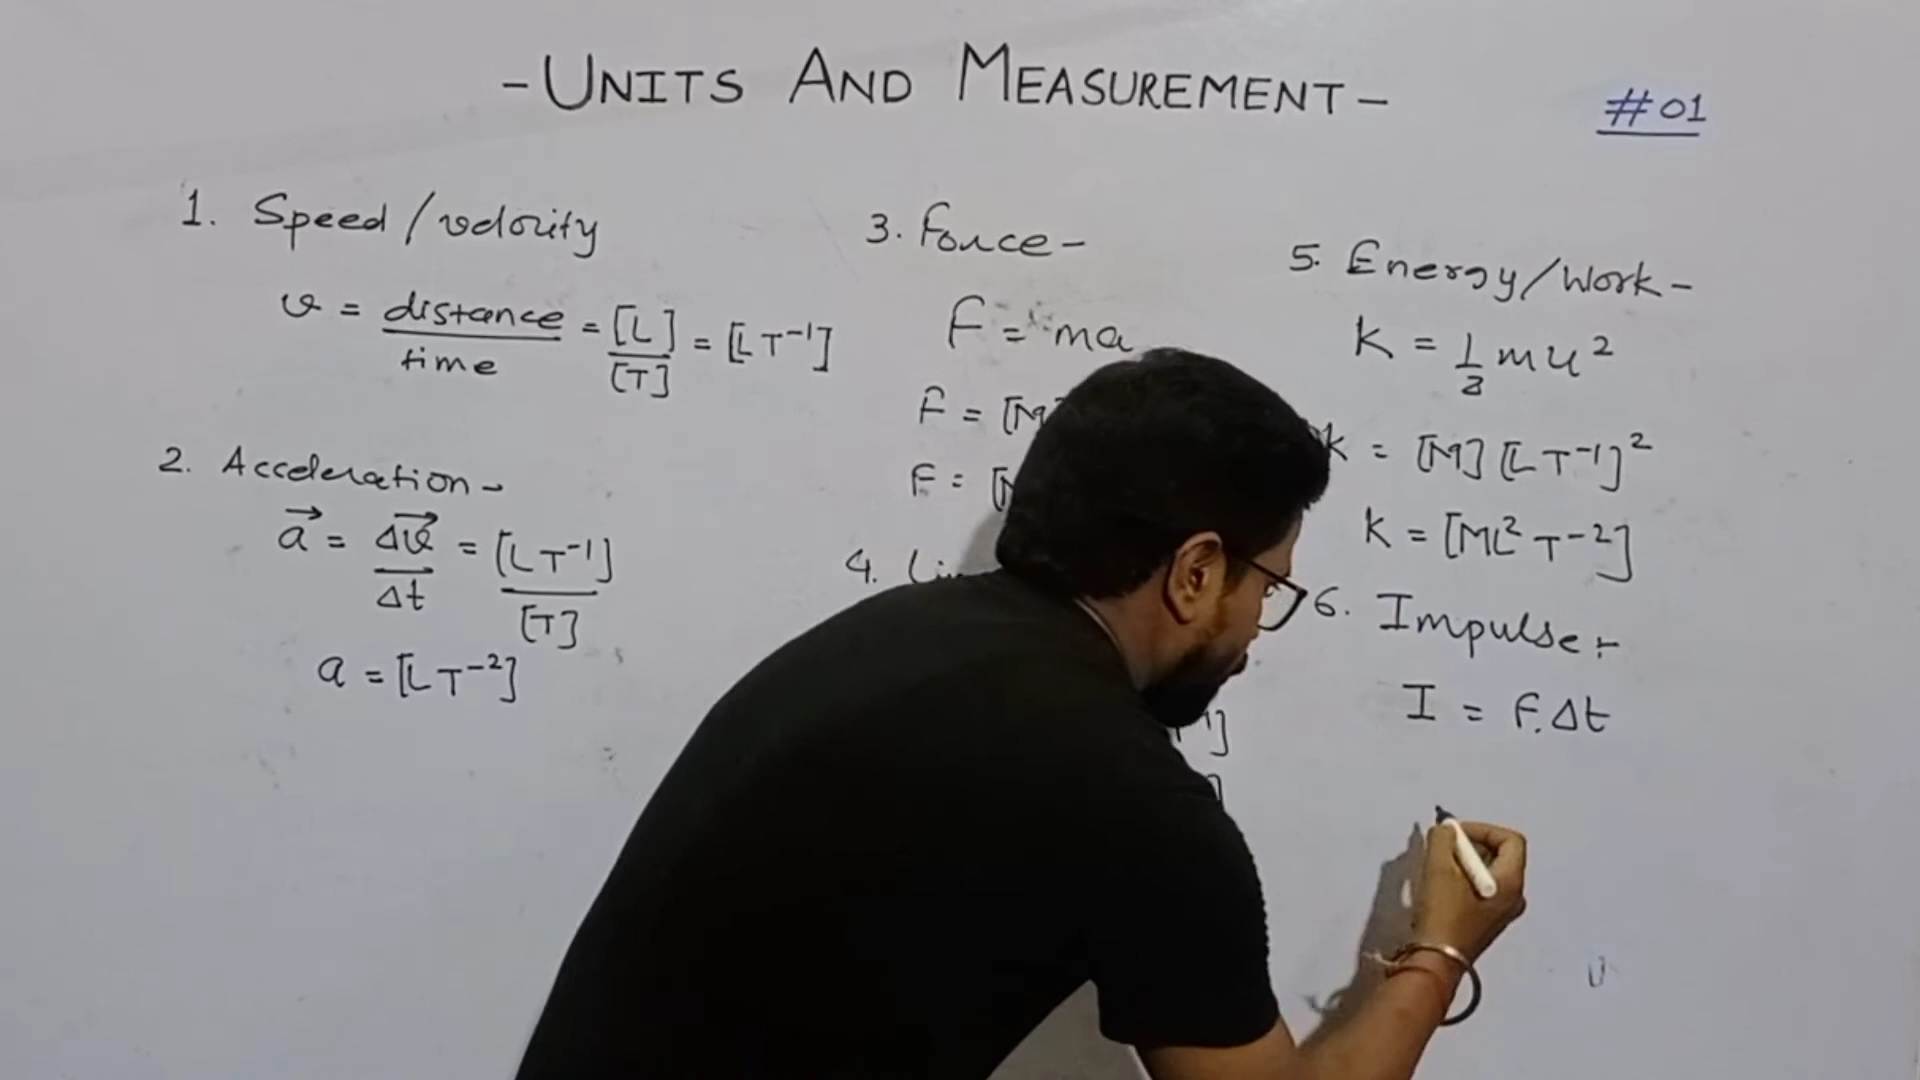 - UNITS AND MEASUREMENT -
#01
1. Speed/velocity
v = distance/time = [L]/[T] = [LT⁻¹]
2. Acceleration -
a⃗ = Δv⃗/Δt = [LT⁻¹]/[T]
a = [LT⁻²]
3. Force -
F = ma
F = [M
F = [
4.
⁻¹]
]
5. Energy/Work -
K = 1/2 mu²
K = [M][LT⁻¹]²
K = [ML²T⁻²]
6. Impulse :-
I = F.Δt